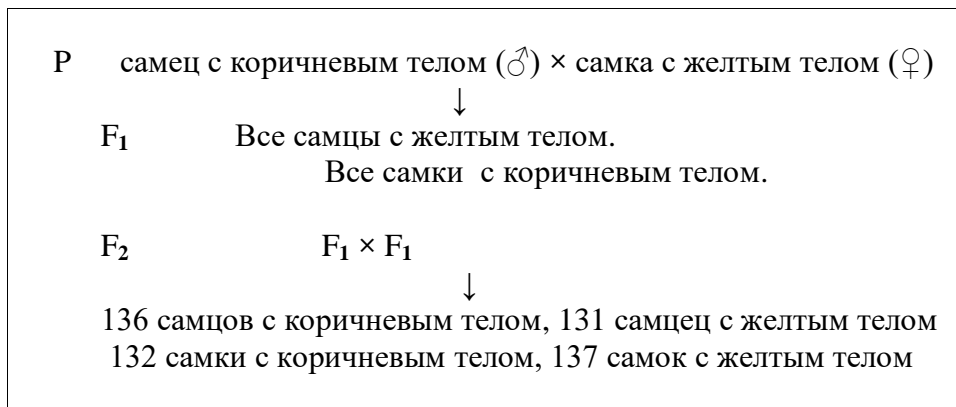 P самец с коричневым телом (♂) × самка с желтым телом (♀)
↓
F₁ Все самцы с желтым телом.
Все самки с коричневым телом.
F₂ F₁ × F₁
↓
136 самцов с коричневым телом, 131 самцец с желтым телом
132 самки с коричневым телом, 137 самок с желтым телом